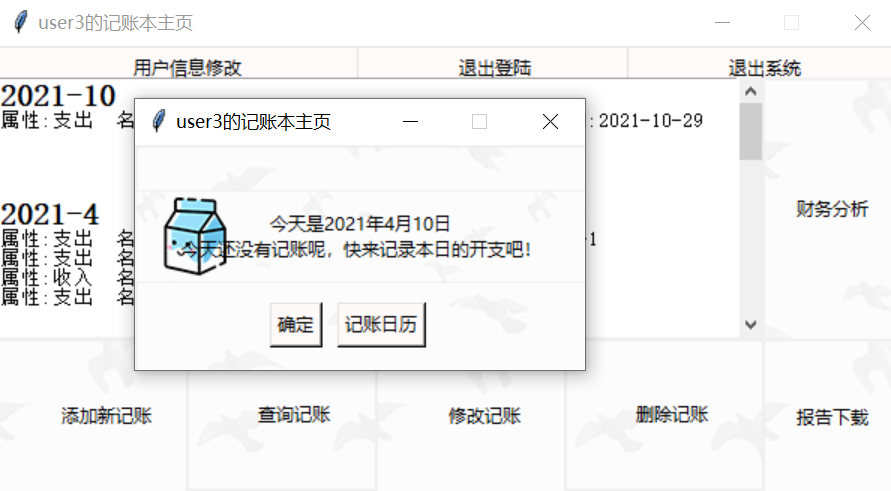 user3的记账本主页
用户信息修改 退出登陆 退出系统
2021-10
属性:支出 名 :2021-10-29
2021-4
属性:支出 名 -1
属性:支出 名
属性:收入 名
属性:支出 名
财务分析
user3的记账本主页
今天是2021年4月10日
今天还没有记账呢，快来记录本日的开支吧!
确定 记账日历
添加新记账 查询记账 修改记账 删除记账 报告下载